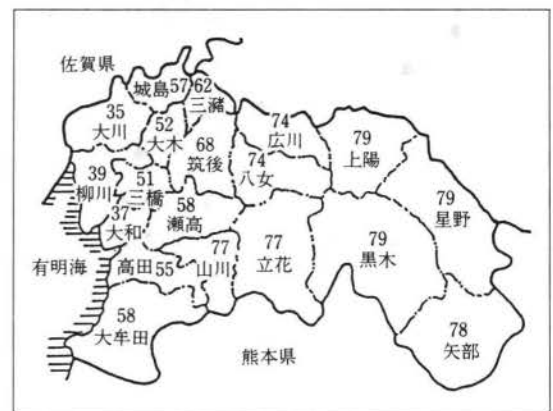 佐賀県
城島57
62
三潴
35
大川
52
大木
68
筑後
74
広川
79
上陽
74
八女
39
柳川
51
三橋
58
瀬高
79
星野
37
大和
77
山川
77
立花
79
黒木
有明海
高田55
58
大牟田
78
矢部
熊本県